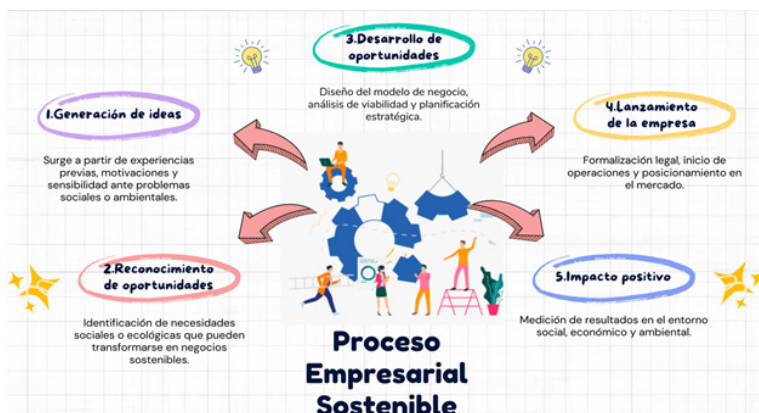 1.Generación de ideas
Surge a partir de experiencias
previas, motivaciones y
sensibilidad ante problemas
sociales o ambientales.
2.Reconocimiento
de oportunidades
Identificación de necesidades
sociales o ecológicas que pueden
transformarse en negocios
sostenibles.
3.Desarrollo de
oportunidades
Diseño del modelo de negocio,
análisis de viabilidad y planificación
estratégica.
4.Lanzamiento
de la empresa
Formalización legal, inicio de
operaciones y posicionamiento en
el mercado.
5.Impacto positivo
Medición de resultados en el entorno
social, económico y ambiental.
Proceso
Empresarial
Sostenible